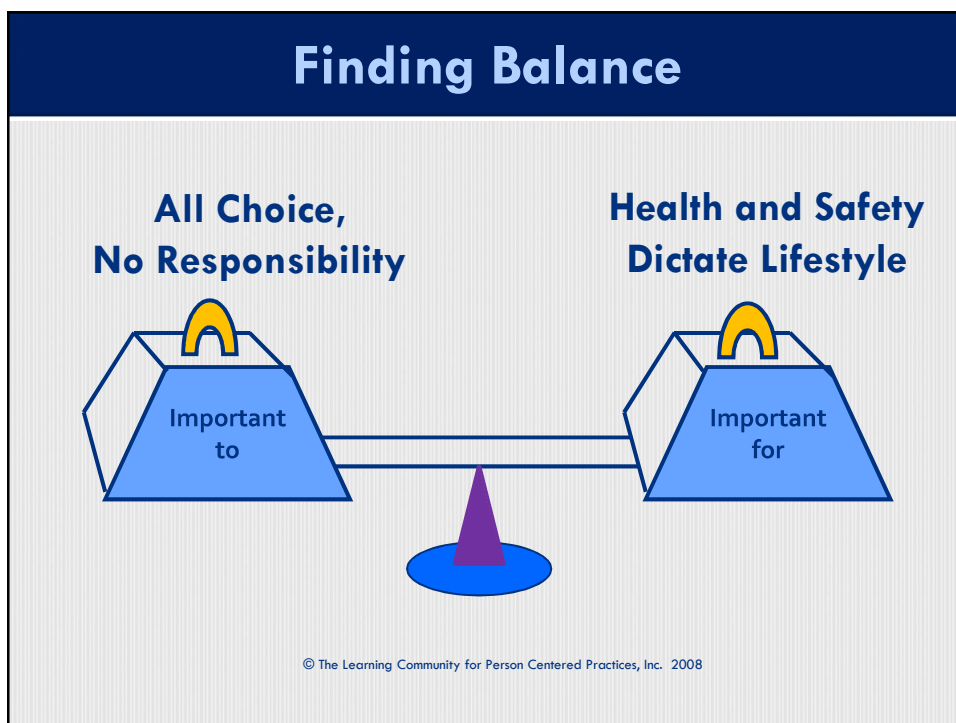 Finding Balance
All Choice,
No Responsibility
Health and Safety
Dictate Lifestyle
Important
to
Important
for
© The Learning Community for Person Centered Practices, Inc. 2008